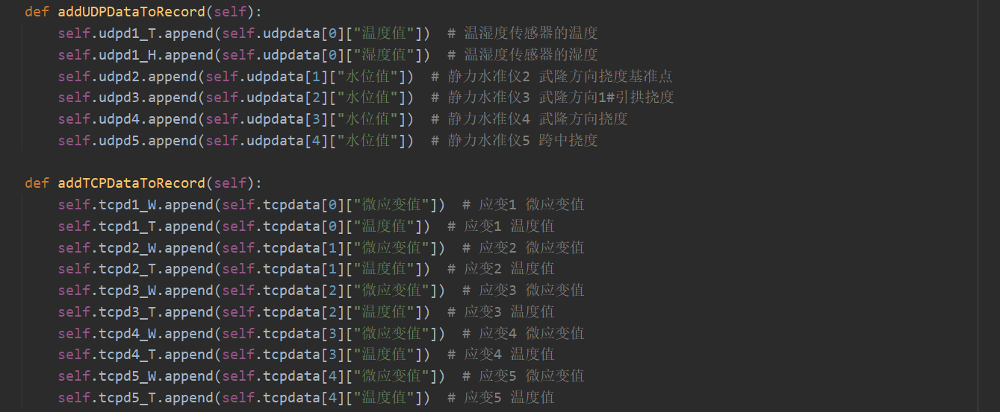 def addUDPDataToRecord(self):
    self.udpd1_T.append(self.udpdata[0]["温度值"])  # 温湿度传感器的温度
    self.udpd1_H.append(self.udpdata[0]["湿度值"])  # 温湿度传感器的湿度
    self.udpd2.append(self.udpdata[1]["水位值"])  # 静力水准仪2 武隆方向挠度基准点
    self.udpd3.append(self.udpdata[2]["水位值"])  # 静力水准仪3 武隆方向1#引拱挠度
    self.udpd4.append(self.udpdata[3]["水位值"])  # 静力水准仪4 武隆方向挠度
    self.udpd5.append(self.udpdata[4]["水位值"])  # 静力水准仪5 跨中挠度

def addTCPDataToRecord(self):
    self.tcpd1_W.append(self.tcpdata[0]["微应变值"])  # 应变1 微应变值
    self.tcpd1_T.append(self.tcpdata[0]["温度值"])  # 应变1 温度值
    self.tcpd2_W.append(self.tcpdata[1]["微应变值"])  # 应变2 微应变值
    self.tcpd2_T.append(self.tcpdata[1]["温度值"])  # 应变2 温度值
    self.tcpd3_W.append(self.tcpdata[2]["微应变值"])  # 应变3 微应变值
    self.tcpd3_T.append(self.tcpdata[2]["温度值"])  # 应变3 温度值
    self.tcpd4_W.append(self.tcpdata[3]["微应变值"])  # 应变4 微应变值
    self.tcpd4_T.append(self.tcpdata[3]["温度值"])  # 应变4 温度值
    self.tcpd5_W.append(self.tcpdata[4]["微应变值"])  # 应变5 微应变值
    self.tcpd5_T.append(self.tcpdata[4]["温度值"])  # 应变5 温度值